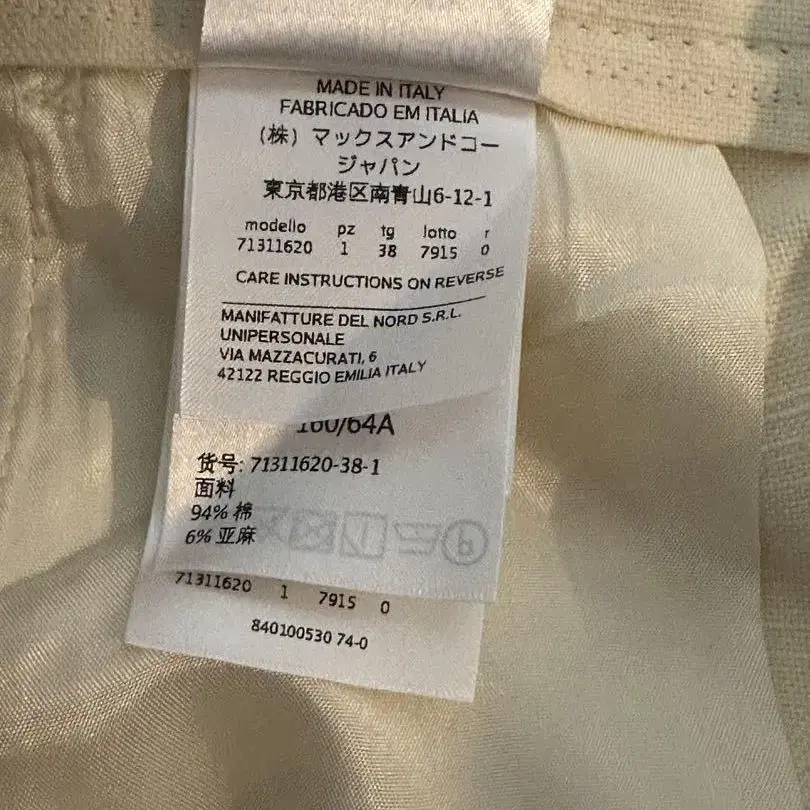 MADE IN ITALY
FABRICADO EM ITALIA
(株) マックスアンドコー
ジャパン
東京都港区南青山6-12-1
modello pz tg lotto r
71311620 1 38 7915 0
CARE INSTRUCTIONS ON REVERSE
MANIFATTURE DEL NORD S.R.L.
UNIPERSONALE
VIA MAZZACURATI, 6
42122 REGGIO EMILIA ITALY
160/64A
货号: 71311620-38-1
面料
94% 棉
6% 亚麻
71311620 1 7915 0
840100530 74-0